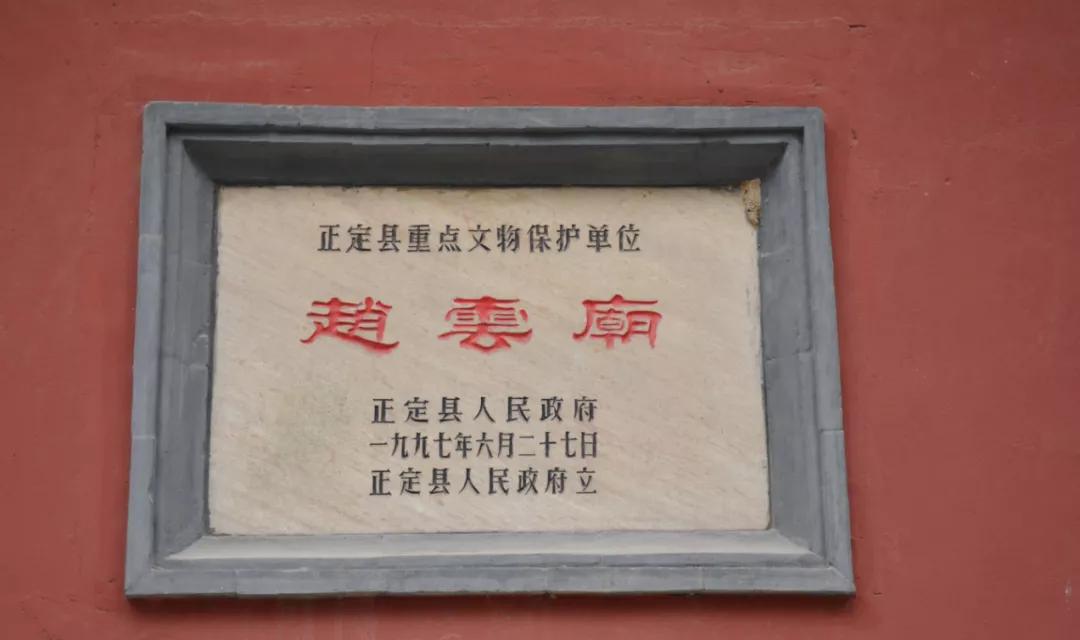 正定县重点文物保护单位
趙雲廟
正定县人民政府
一九九七年六月二十七日
正定县人民政府立